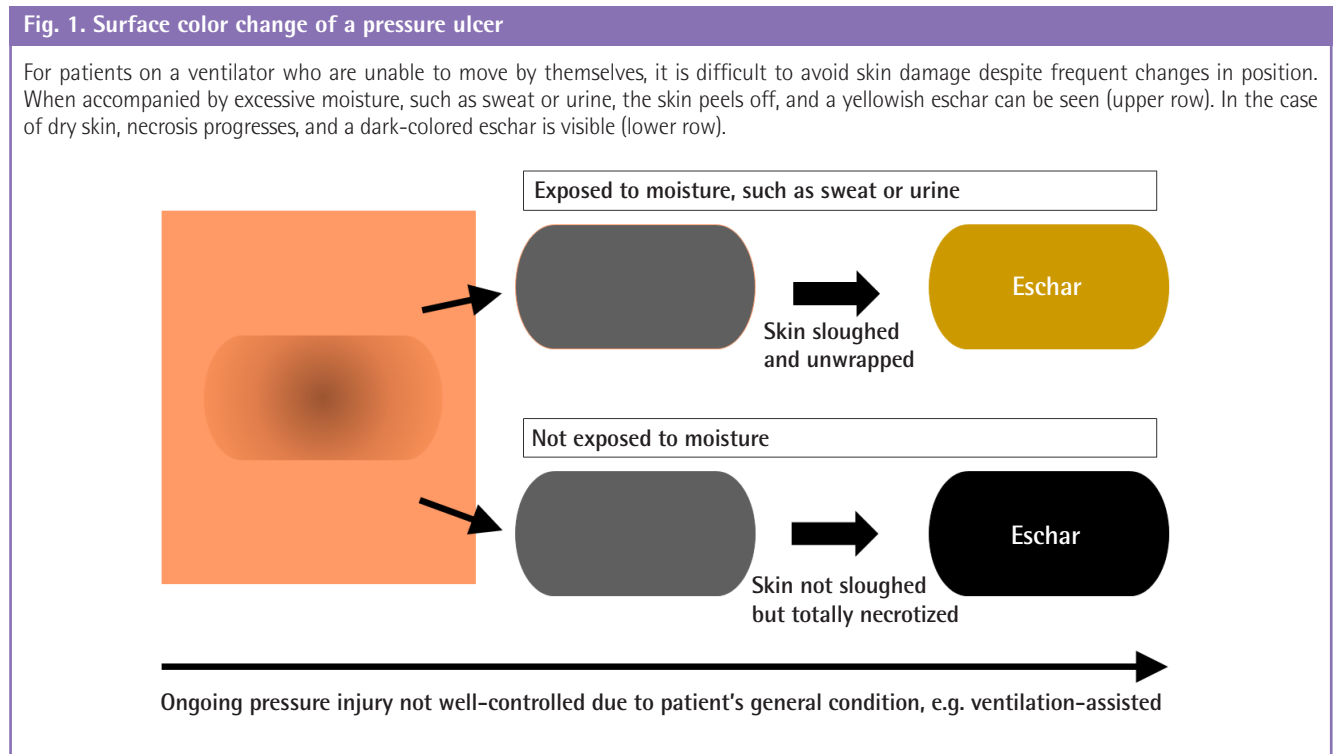 Fig. 1. Surface color change of a pressure ulcer
For patients on a ventilator who are unable to move by themselves, it is difficult to avoid skin damage despite frequent changes in position.
When accompanied by excessive moisture, such as sweat or urine, the skin peels off, and a yellowish eschar can be seen (upper row). In the case
of dry skin, necrosis progresses, and a dark-colored eschar is visible (lower row).
Exposed to moisture, such as sweat or urine
Eschar
Skin sloughed
and unwrapped
Not exposed to moisture
Eschar
Skin not sloughed
but totally necrotized
Ongoing pressure injury not well-controlled due to patient's general condition, e.g. ventilation-assisted